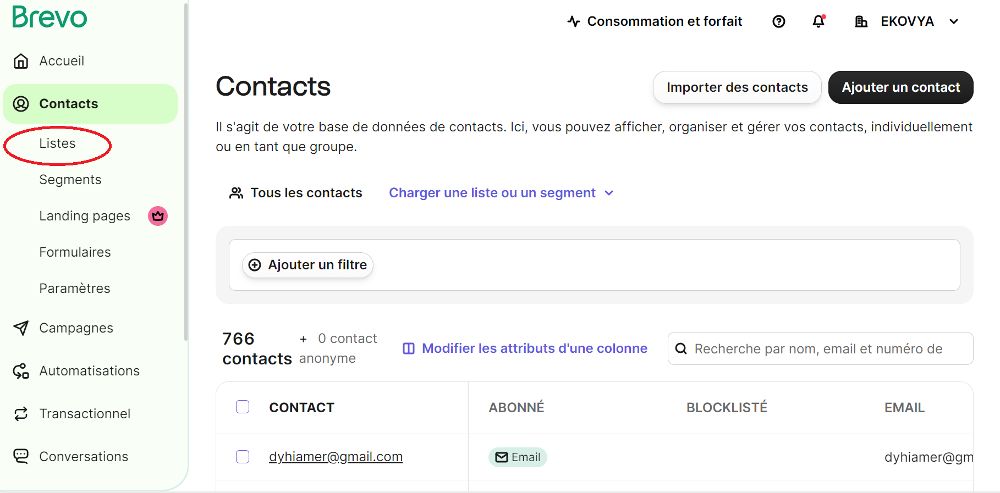 Brevo
Consommation et forfait
EKOVYA
Accueil
Contacts
Listes
Segments
Landing pages
Formulaires
Paramètres
Campagnes
Automatisations
Transactionnel
Conversations
Contacts
Importer des contacts
Ajouter un contact
Il s'agit de votre base de données de contacts. Ici, vous pouvez afficher, organiser et gérer vos contacts, individuellement
ou en tant que groupe.
Tous les contacts
Charger une liste ou un segment
Ajouter un filtre
766
contacts
+ 0 contact
anonyme
Modifier les attributs d'une colonne
Recherche par nom, email et numéro de
CONTACT ABONNÉ BLOCKLISTÉ EMAIL
dyhiamer@gmail.com Email dyhiamer@gm